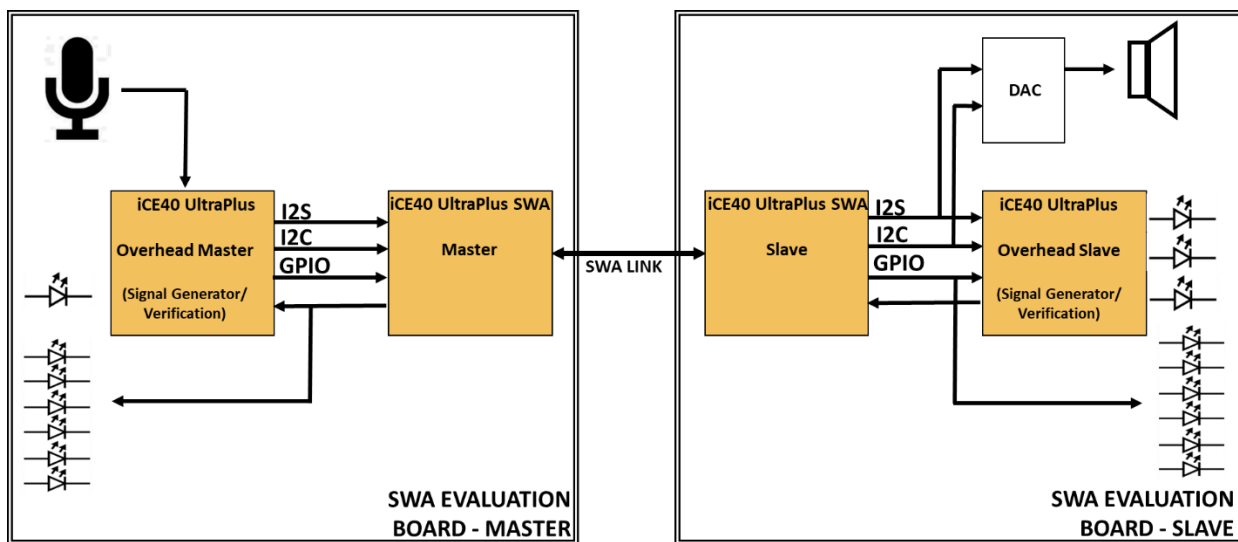 iCE40 UltraPlus
Overhead Master
(Signal Generator/
Verification)
I2S
I2C
GPIO
iCE40 UltraPlus SWA
Master
SWA EVALUATION
BOARD - MASTER
SWA LINK
DAC
iCE40 UltraPlus SWA
Slave
I2S
I2C
GPIO
iCE40 UltraPlus
Overhead Slave
(Signal Generator/
Verification)
SWA EVALUATION
BOARD - SLAVE